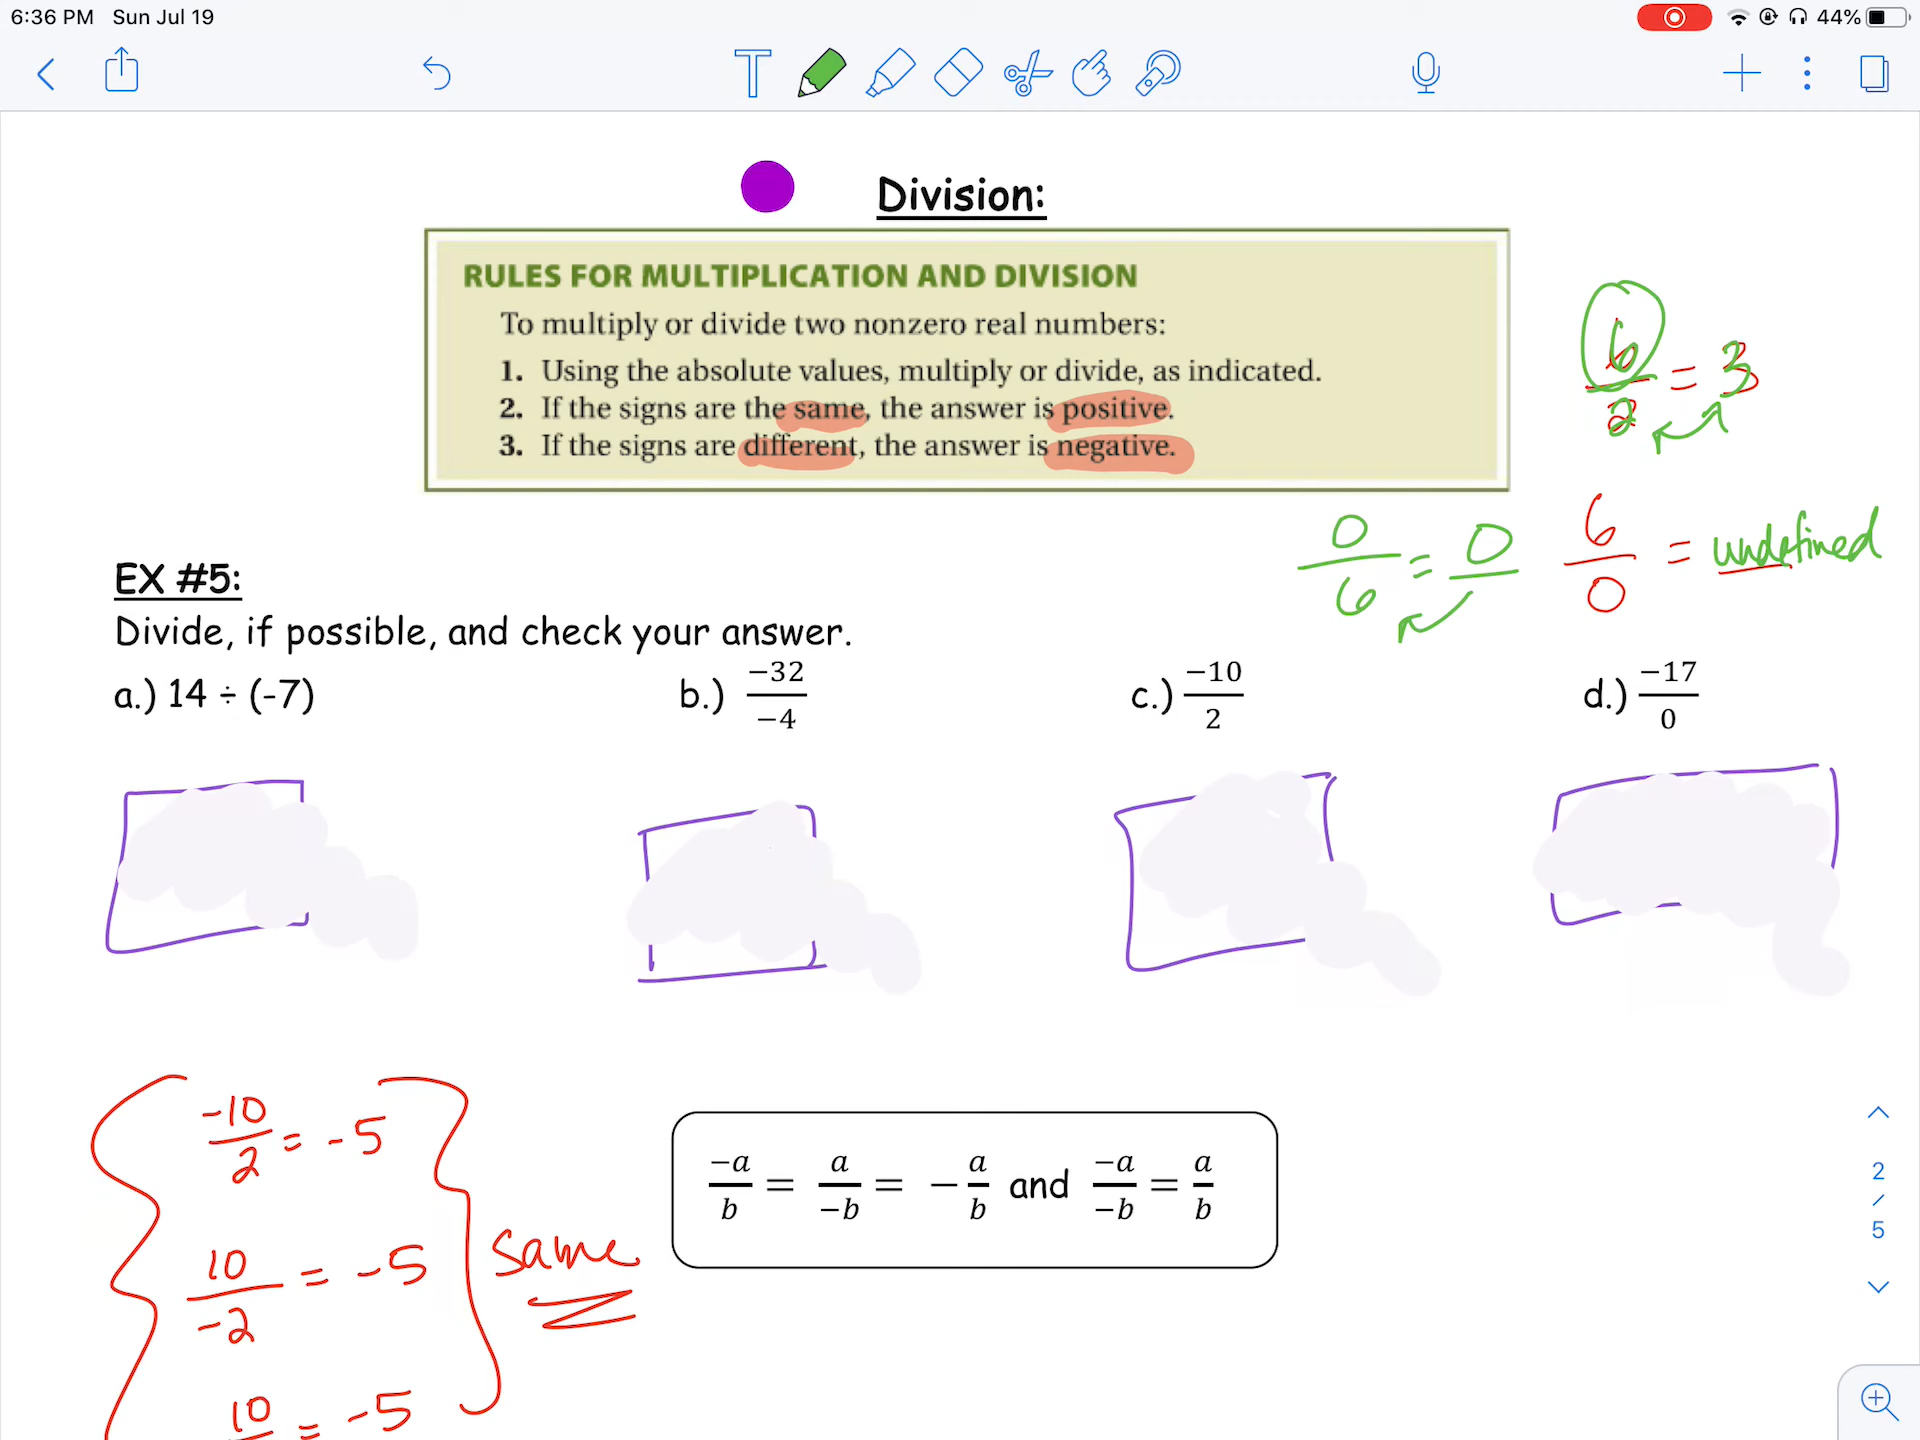 6:36 PM Sun Jul 19
44%
T
Division:
RULES FOR MULTIPLICATION AND DIVISION
To multiply or divide two nonzero real numbers:
1. Using the absolute values, multiply or divide, as indicated.
2. If the signs are the same, the answer is positive.
3. If the signs are different, the answer is negative.
6/2 = 3
0/6 = 0
6/0 = undefined
EX #5:
Divide, if possible, and check your answer.
a.) 14 ÷ (-7) b.) −32/−4 c.) −10/2 d.) −17/0
-10/2 = -5
10/-2 = -5
same
10 = -5
−a/b = a/−b = −a/b and −a/−b = a/b
2
/
5